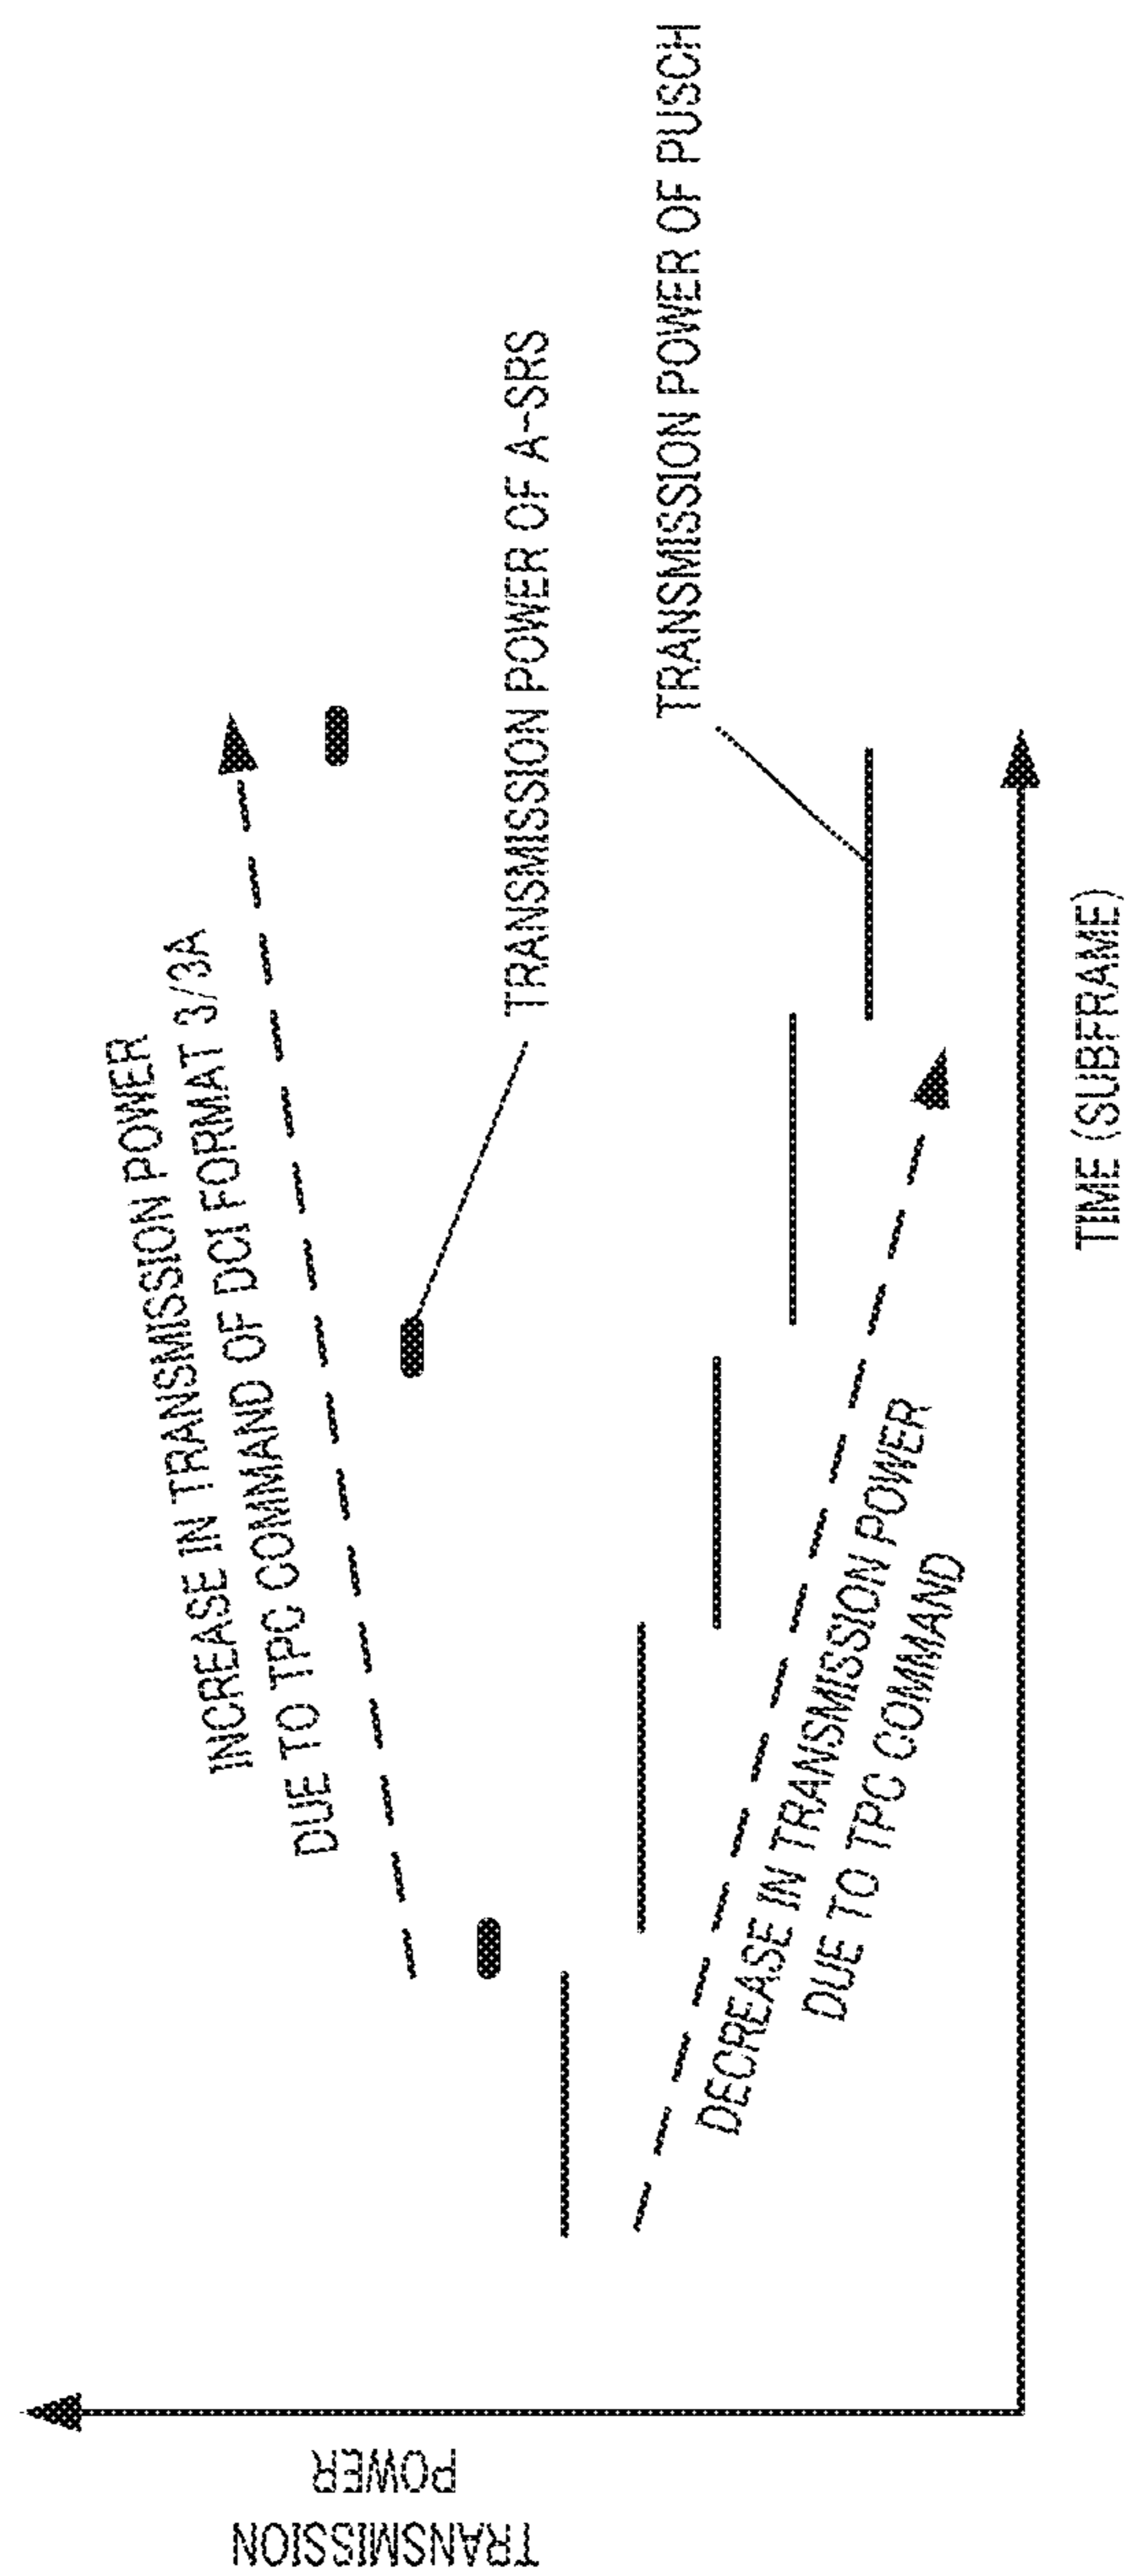 TRANSMISSION
POWER
INCREASE IN TRANSMISSION POWER
DUE TO TPC COMMAND OF DCI FORMAT 3/3A
TRANSMISSION POWER OF A-SRS
TRANSMISSION POWER OF PUSCH
DECREASE IN TRANSMISSION POWER
DUE TO TPC COMMAND
TIME (SUBFRAME)